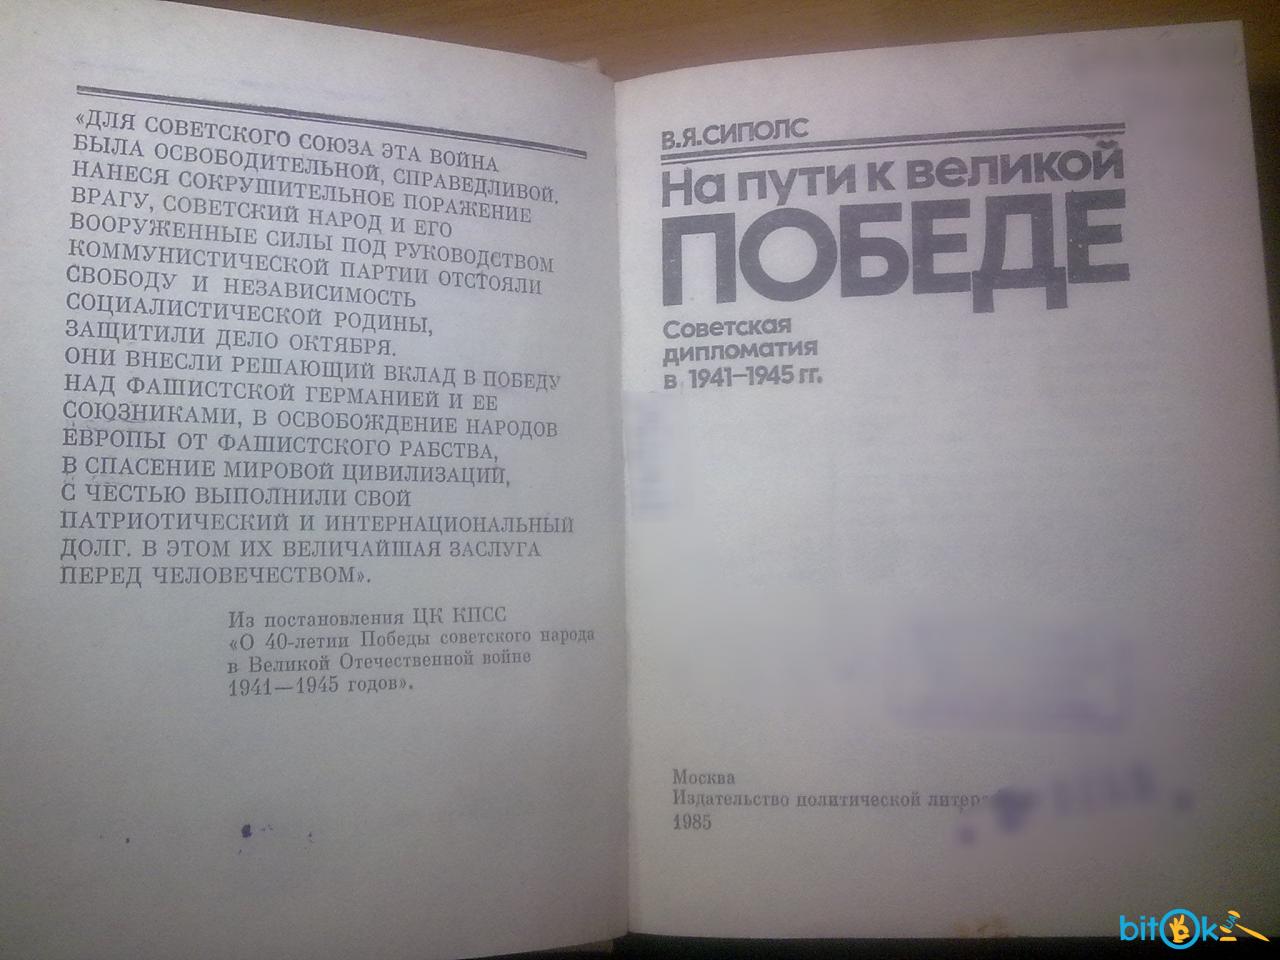 «ДЛЯ СОВЕТСКОГО СОЮЗА ЭТА ВОЙНА
БЫЛА ОСВОБОДИТЕЛЬНОЙ, СПРАВЕДЛИВОЙ.
НАНЕСЯ СОКРУШИТЕЛЬНОЕ ПОРАЖЕНИЕ
ВРАГУ, СОВЕТСКИЙ НАРОД И ЕГО
ВООРУЖЕННЫЕ СИЛЫ ПОД РУКОВОДСТВОМ
КОММУНИСТИЧЕСКОЙ ПАРТИИ ОТСТОЯЛИ
СВОБОДУ И НЕЗАВИСИМОСТЬ
СОЦИАЛИСТИЧЕСКОЙ РОДИНЫ,
ЗАЩИТИЛИ ДЕЛО ОКТЯБРЯ.
ОНИ ВНЕСЛИ РЕШАЮЩИЙ ВКЛАД В ПОБЕДУ
НАД ФАШИСТСКОЙ ГЕРМАНИЕЙ И ЕЕ
СОЮЗНИКАМИ, В ОСВОБОЖДЕНИЕ НАРОДОВ
ЕВРОПЫ ОТ ФАШИСТСКОГО РАБСТВА,
В СПАСЕНИЕ МИРОВОЙ ЦИВИЛИЗАЦИИ,
С ЧЕСТЬЮ ВЫПОЛНИЛИ СВОЙ
ПАТРИОТИЧЕСКИЙ И ИНТЕРНАЦИОНАЛЬНЫЙ
ДОЛГ. В ЭТОМ ИХ ВЕЛИЧАЙШАЯ ЗАСЛУГА
ПЕРЕД ЧЕЛОВЕЧЕСТВОМ».
Из постановления ЦК КПСС
«О 40-летии Победы советского народа
в Великой Отечественной войне
1941—1945 годов».
В.Я.СИПОЛС
На пути к великой
ПОБЕДЕ
Советская
дипломатия
в 1941–1945 гг.
Москва
Издательство политической
1985
bitok.ua